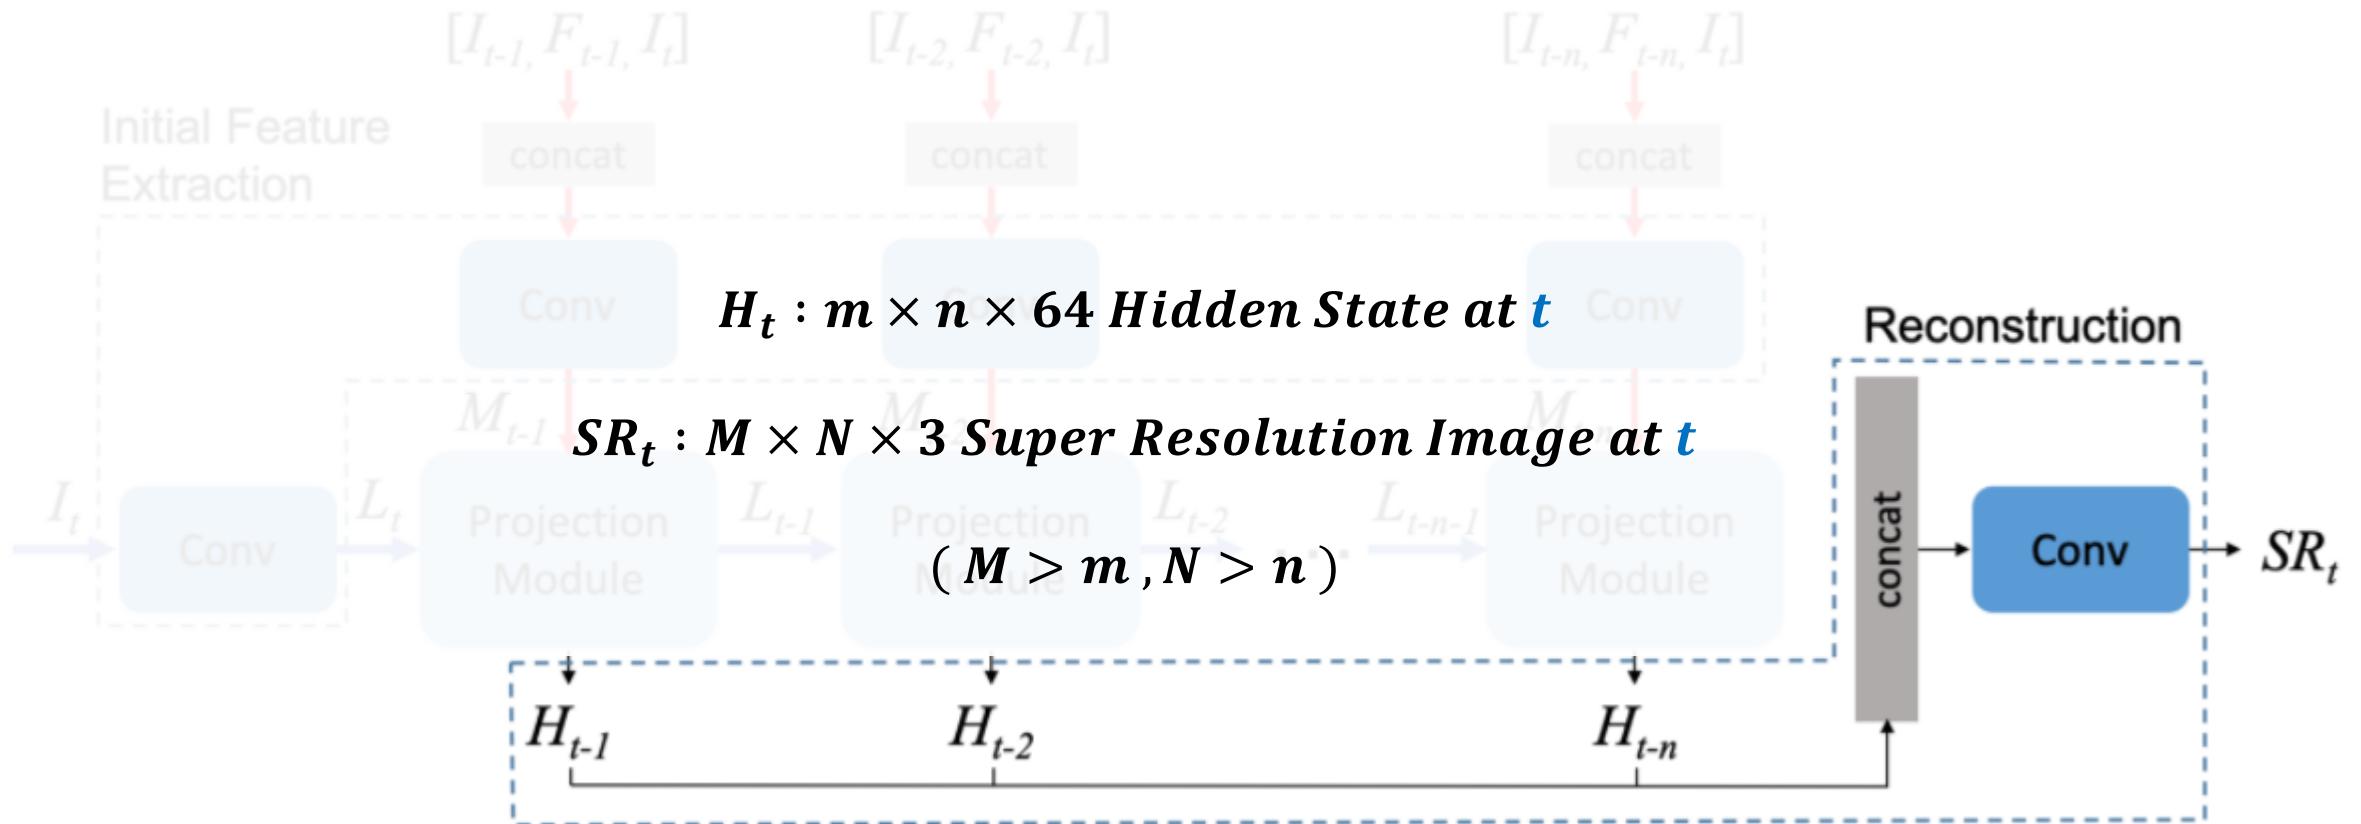 [I_{t-1}, F_{t-1}, I_t] [I_{t-2}, F_{t-2}, I_t] [I_{t-n}, F_{t-n}, I_t]
Initial Feature
Extraction
concat concat concat
Conv Conv Conv
H_t : m × n × 64 Hidden State at t
Reconstruction
M_{t-1}
SR_t : M × N × 3 Super Resolution Image at t
I_t
Conv
L_t
Projection
Module
L_{t-1}
Projection
Module
L_{t-2}
...
L_{t-n-1}
Projection
Module
( M > m , N > n )
concat
Conv
SR_t
H_{t-1} H_{t-2} H_{t-n}